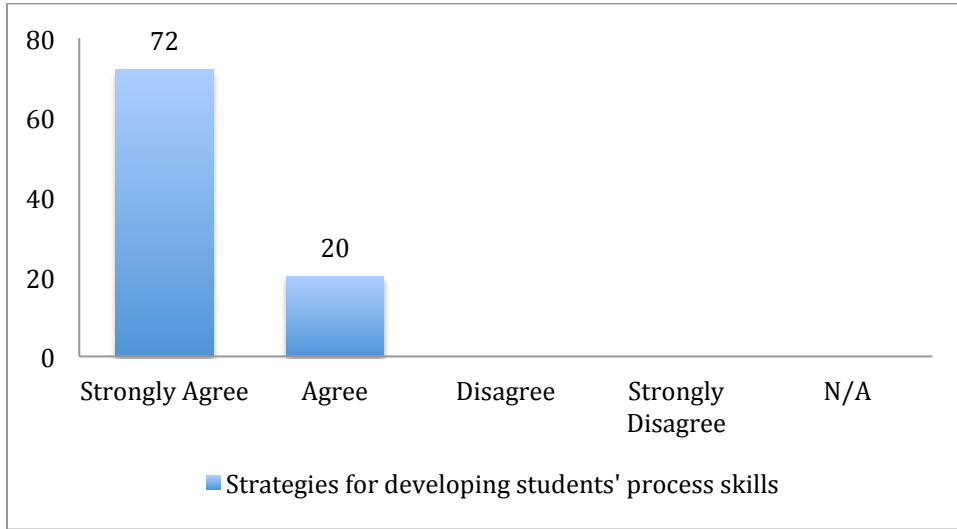 80
72
60
40
20
20
0
Strongly Agree
Agree
Disagree
Strongly
Disagree
N/A
Strategies for developing students' process skills